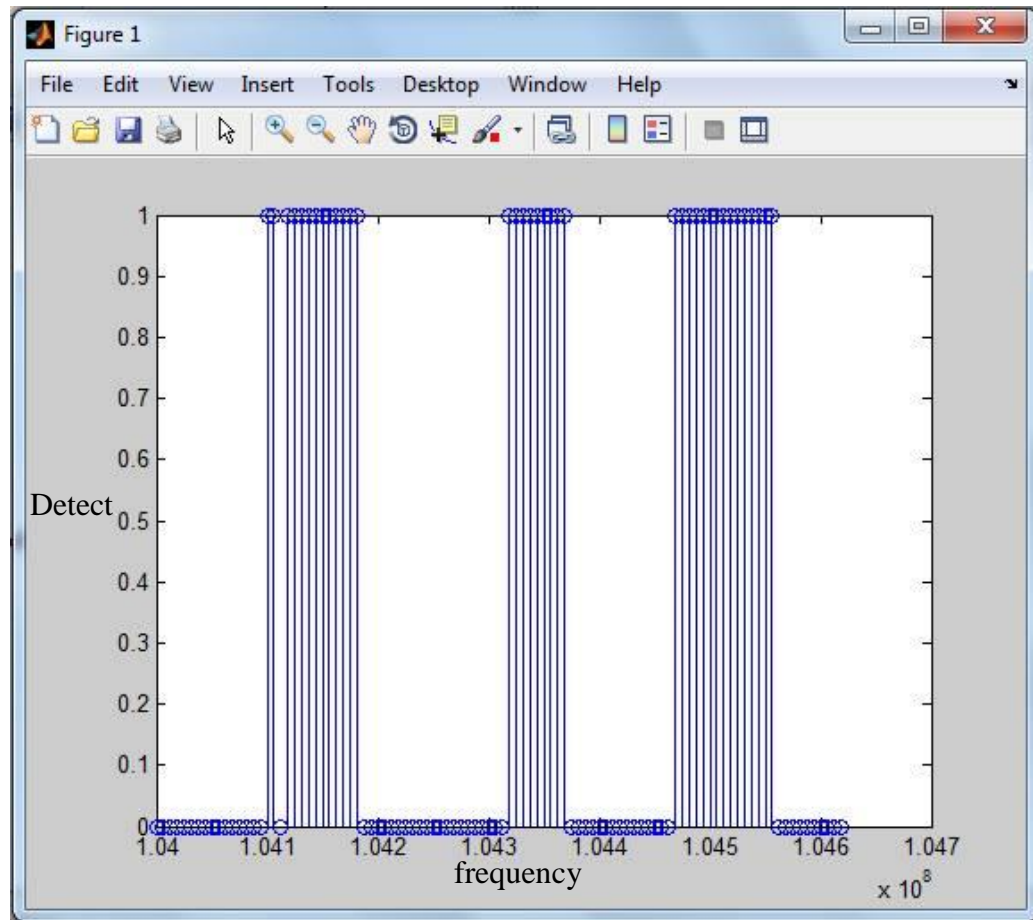 Figure 1
File Edit View Insert Tools Desktop Window Help
1
0.9
0.8
0.7
0.6
Detect
0.5
0.4
0.3
0.2
0.1
0
1.04 1.041 1.042 1.043 1.044 1.045 1.046 1.047
frequency
x 10^8